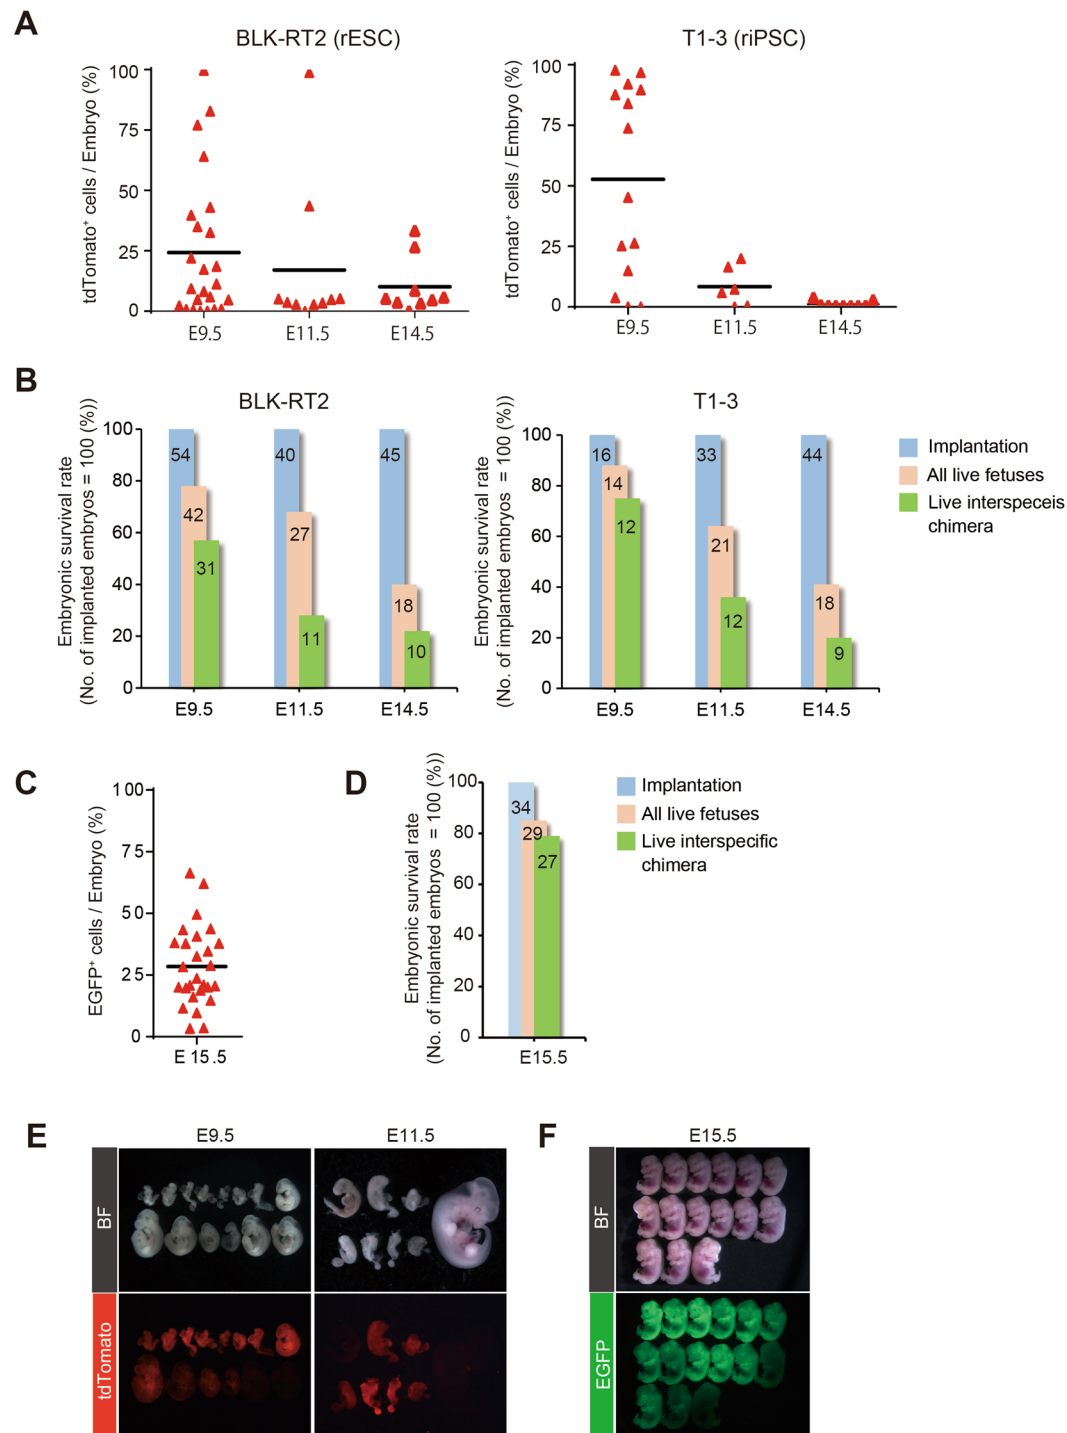 A
BLK-RT2 (rESC)
T1-3 (riPSC)
tdTomato⁺ cells / Embryo (%)
100
75
50
25
0
E9.5
E11.5
E14.5
tdTomato⁺ cells / Embryo (%)
100
75
50
25
0
E9.5
E11.5
E14.5
B
BLK-RT2
T1-3
Embryonic survival rate
(No. of implanted embryos = 100 (%))
100
80
60
40
20
0
54
42
31
40
27
11
45
18
10
E9.5
E11.5
E14.5
Embryonic survival rate
(No. of implanted embryos = 100 (%))
100
80
60
40
20
0
16
14
12
33
21
12
44
18
9
E9.5
E11.5
E14.5
Implantation
All live fetuses
Live interspeceis
chimera
C
EGFP⁺ cells / Embryo (%)
100
75
50
25
0
E 15.5
D
Embryonic survival rate
(No. of implanted embryos = 100 (%))
100
80
60
40
20
0
34
29
27
E15.5
Implantation
All live fetuses
Live interspecific
chimera
E
E9.5
E11.5
BF
tdTomato
F
E15.5
BF
EGFP